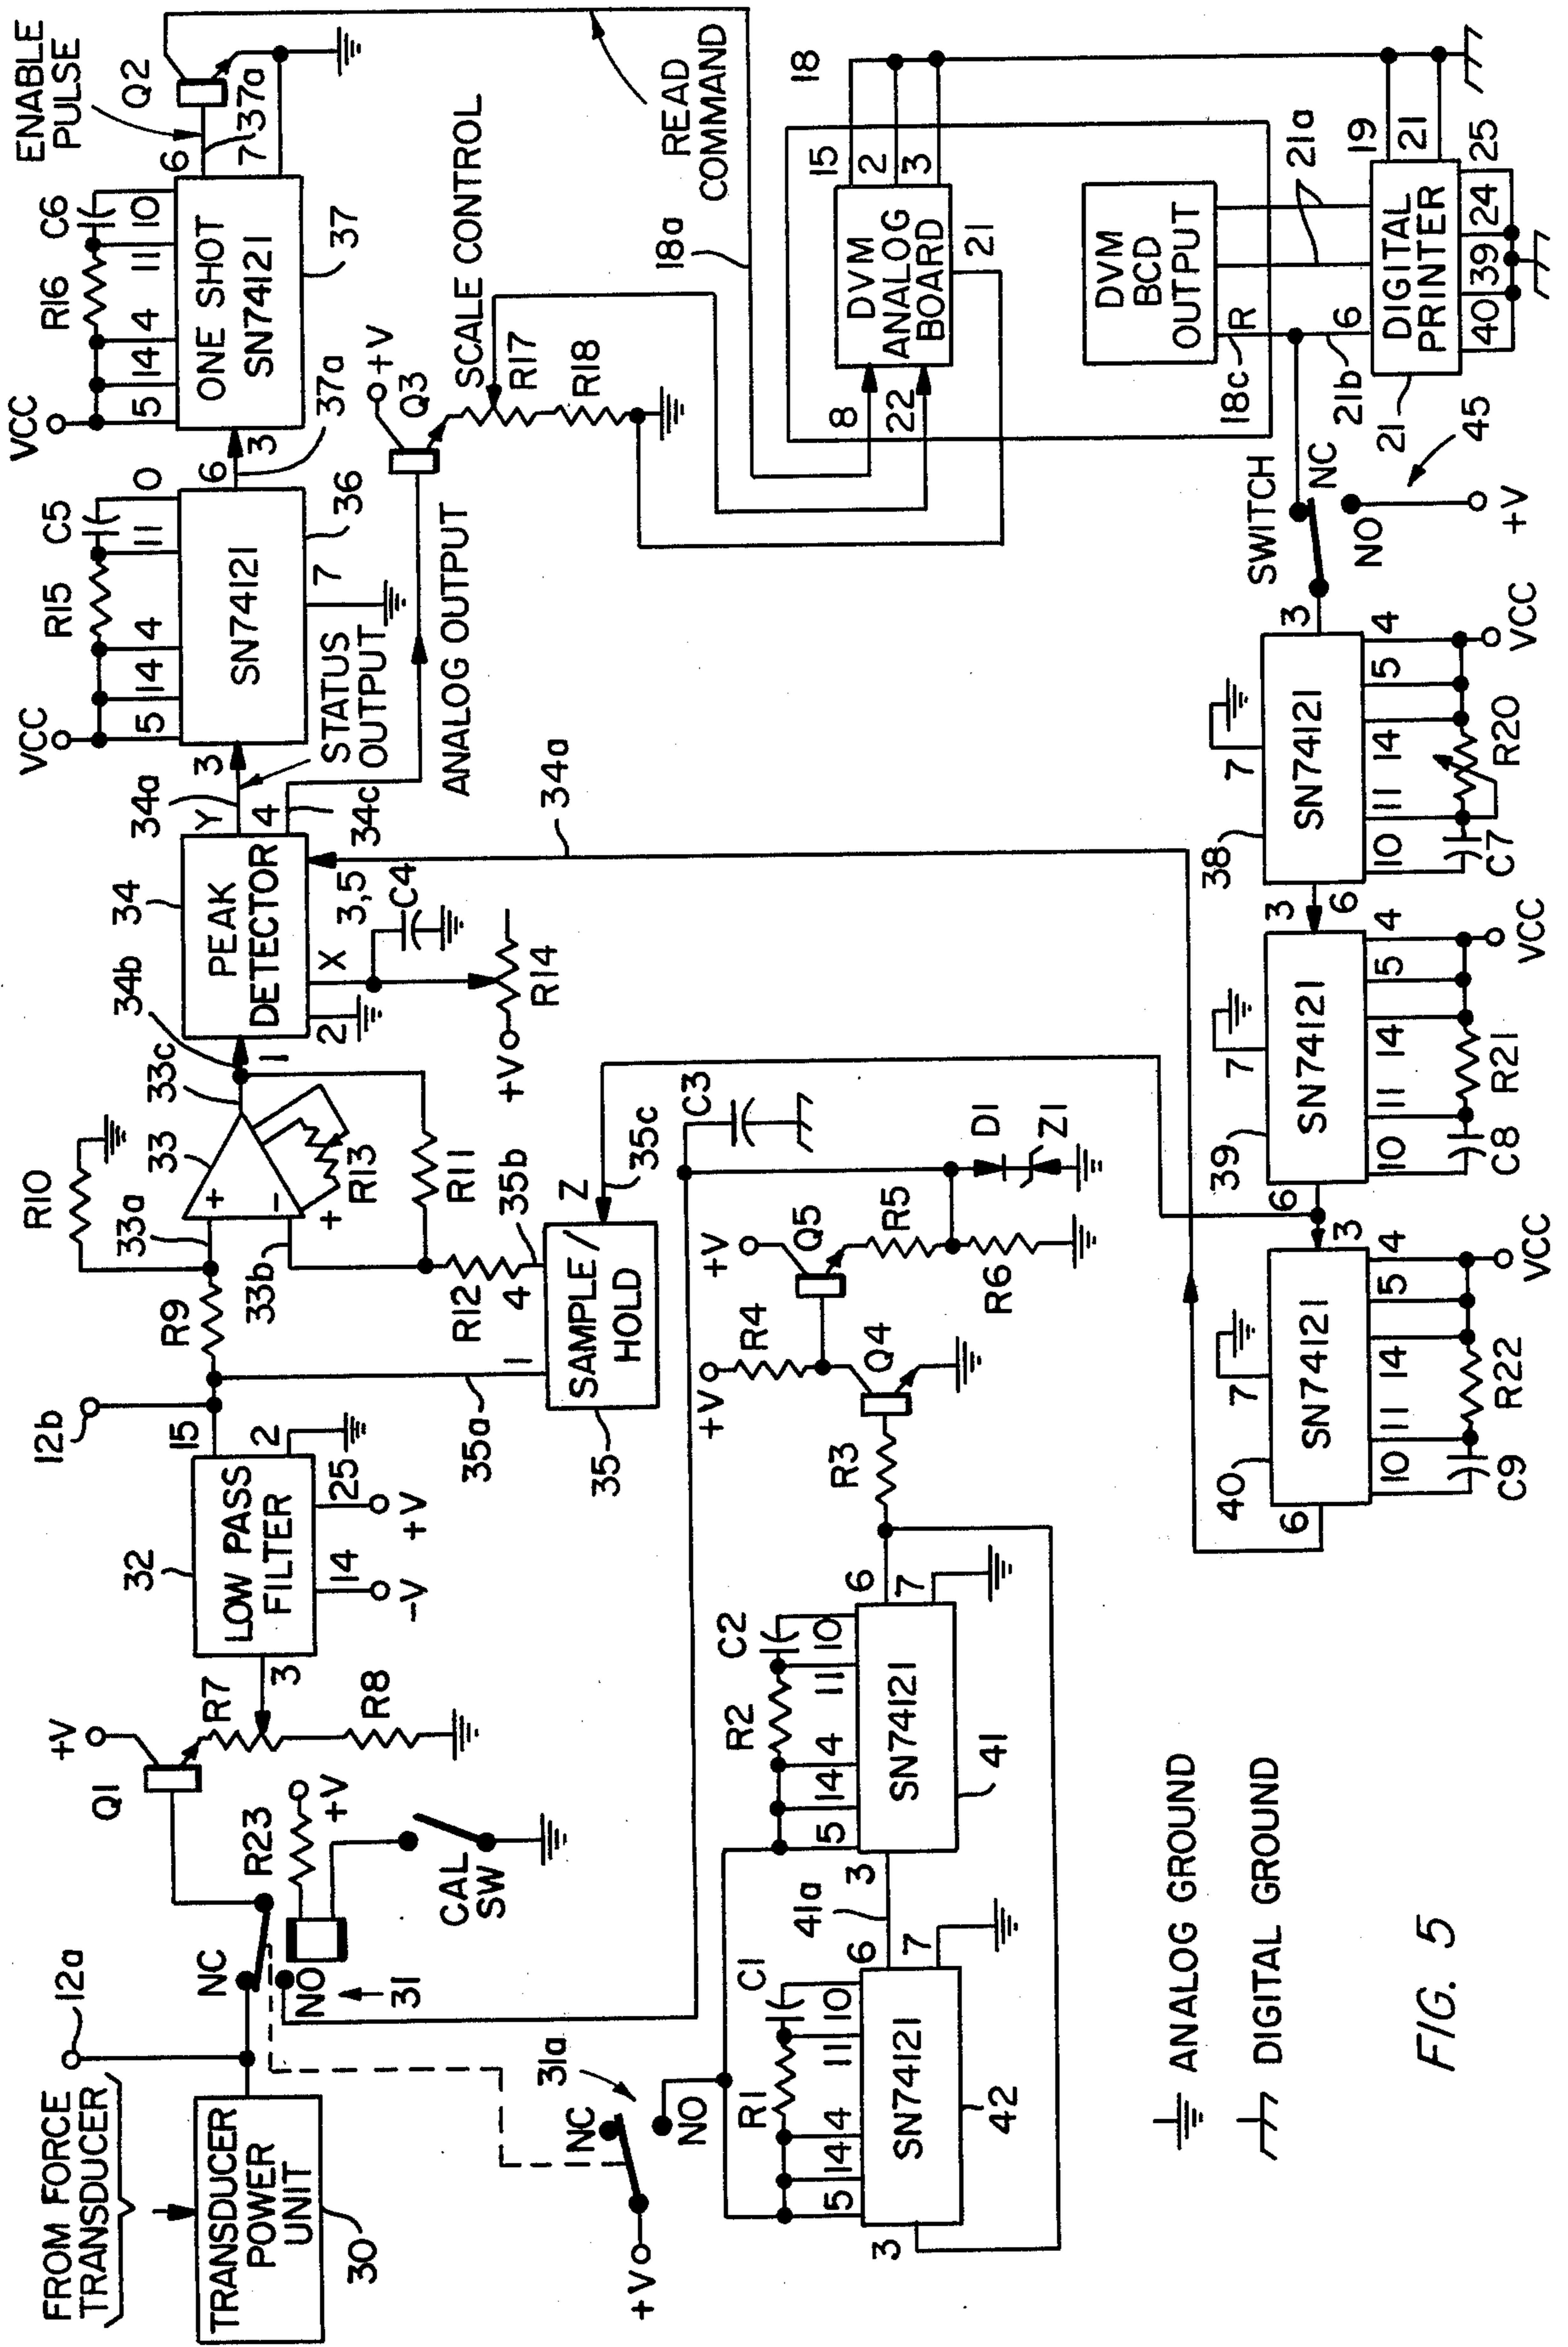 FROM FORCE
TRANSDUCER
12a
TRANSDUCER
POWER
UNIT
30
NC
NO
31
R23
+V
CAL
SW
Q1
+V
R7
R8
3
LOW PASS
FILTER
32
14
-V
25
+V
2
15
12b
R9
R10
33a
33b
33
+
-
+
R13
33c
34b
1
R11
R12
35a
1
4
35b
SAMPLE/
HOLD
35
Z
35c
PEAK
DETECTOR
34
2
X
3,5
C4
R14
+V
Y
34a
4
34c
34a
STATUS
OUTPUT
ANALOG OUTPUT
3
VCC
5
14
4
R15
11
C5
0
SN74121
36
7
6
37a
3
VCC
5
14
4
R16
11
C6
10
ONE SHOT
SN74121
37
6
7
37a
ENABLE
PULSE
Q2
READ
COMMAND
+V
Q3
SCALE CONTROL
R17
R18
18a
8
22
DVM
ANALOG
BOARD
15
2
3
21
18
DVM
BCD
OUTPUT
R
18c
21a
21b
6
DIGITAL
PRINTER
21
19
21
40
39
24
25
SWITCH
NC
NO
45
+V
31a
NC
NO
+V
R1
C1
5
14
4
11
10
SN74121
42
3
6
7
41a
R2
C2
5
14
4
11
10
SN74121
41
3
6
7
R3
Q4
+V
R4
+V
Q5
R5
R6
D1
Z1
C3
40
SN74121
7
6
3
10
11
14
5
4
C9
R22
VCC
39
SN74121
7
6
3
10
11
14
5
4
C8
R21
VCC
38
SN74121
7
6
3
10
11
14
5
4
C7
R20
VCC
ANALOG GROUND
DIGITAL GROUND
FIG. 5